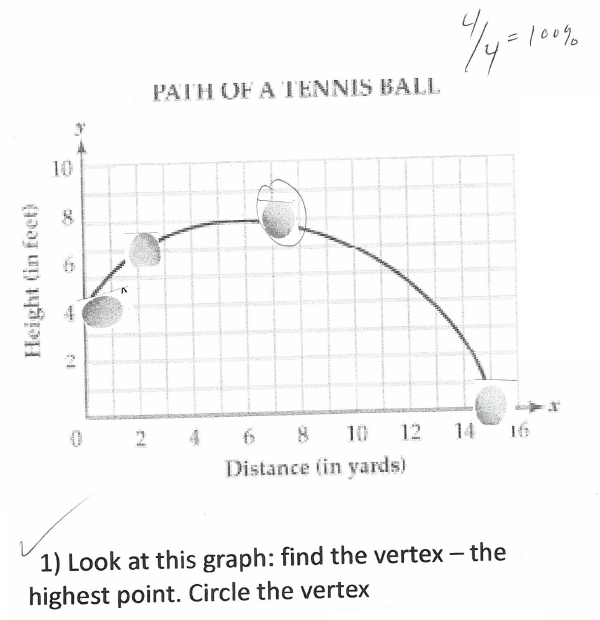 4/4 = 100%
PATH OF A TENNIS BALL
y
10
8
6
4
2
Height (in feet)
0 2 4 6 8 10 12 14 16
x
Distance (in yards)
1) Look at this graph: find the vertex – the
highest point. Circle the vertex